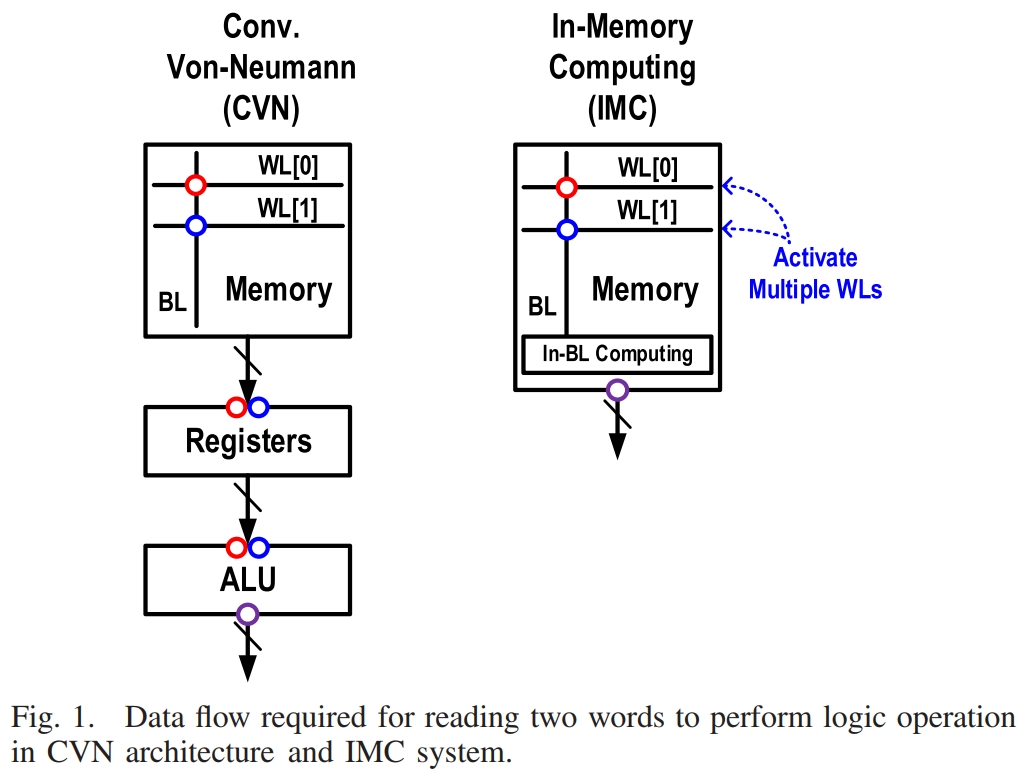 Conv.
Von-Neumann
(CVN)
WL[0]
WL[1]
BL
Memory
Registers
ALU
In-Memory
Computing
(IMC)
WL[0]
WL[1]
BL
Memory
In-BL Computing
Activate
Multiple WLs
Fig. 1. Data flow required for reading two words to perform logic operation
in CVN architecture and IMC system.